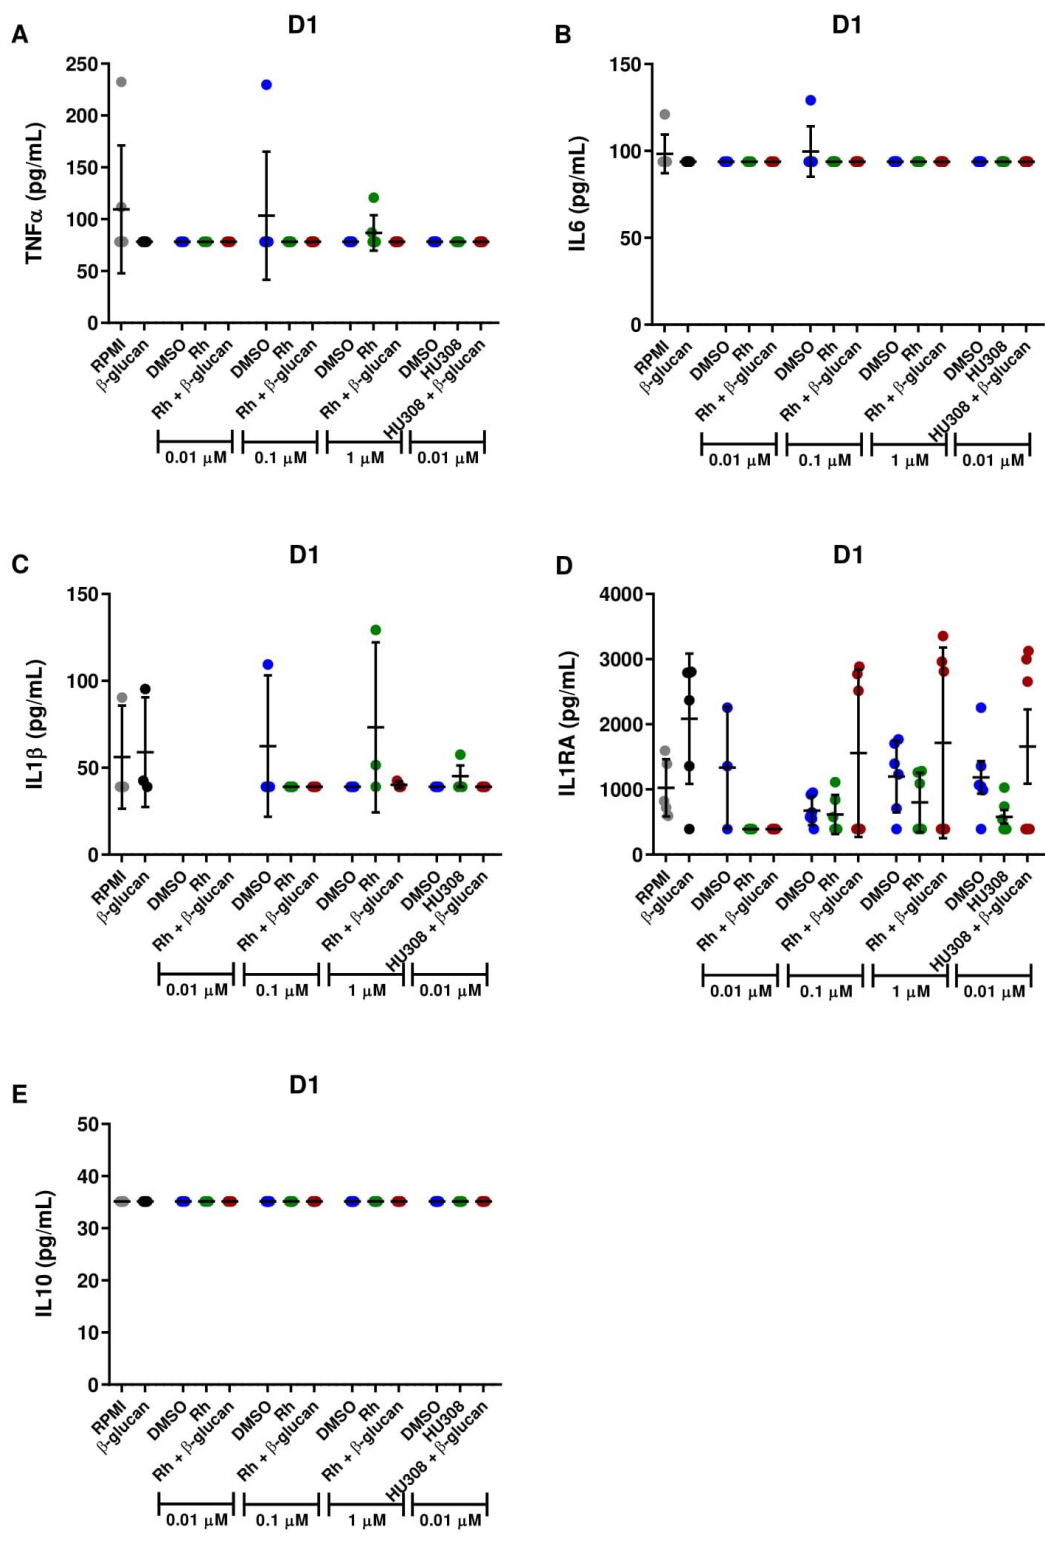 A
D1
TNFα (pg/mL)
250
200
150
100
50
0
RPMI
β-glucan
DMSO
Rh
Rh + β-glucan
DMSO
Rh
Rh + β-glucan
DMSO
Rh
Rh + β-glucan
DMSO
HU308
HU308 + β-glucan
0.01 μM
0.1 μM
1 μM
0.01 μM
B
D1
IL6 (pg/mL)
150
100
50
0
RPMI
β-glucan
DMSO
Rh
Rh + β-glucan
DMSO
Rh
Rh + β-glucan
DMSO
Rh
Rh + β-glucan
DMSO
HU308
HU308 + β-glucan
0.01 μM
0.1 μM
1 μM
0.01 μM
C
D1
IL1β (pg/mL)
150
100
50
0
RPMI
β-glucan
DMSO
Rh
Rh + β-glucan
DMSO
Rh
Rh + β-glucan
DMSO
Rh
Rh + β-glucan
DMSO
HU308
HU308 + β-glucan
0.01 μM
0.1 μM
1 μM
0.01 μM
D
D1
IL1RA (pg/mL)
4000
3000
2000
1000
0
RPMI
β-glucan
DMSO
Rh
Rh + β-glucan
DMSO
Rh
Rh + β-glucan
DMSO
Rh
Rh + β-glucan
DMSO
HU308
HU308 + β-glucan
0.01 μM
0.1 μM
1 μM
0.01 μM
E
D1
IL10 (pg/mL)
50
40
30
20
10
0
RPMI
β-glucan
DMSO
Rh
Rh + β-glucan
DMSO
Rh
Rh + β-glucan
DMSO
Rh
Rh + β-glucan
DMSO
HU308
HU308 + β-glucan
0.01 μM
0.1 μM
1 μM
0.01 μM